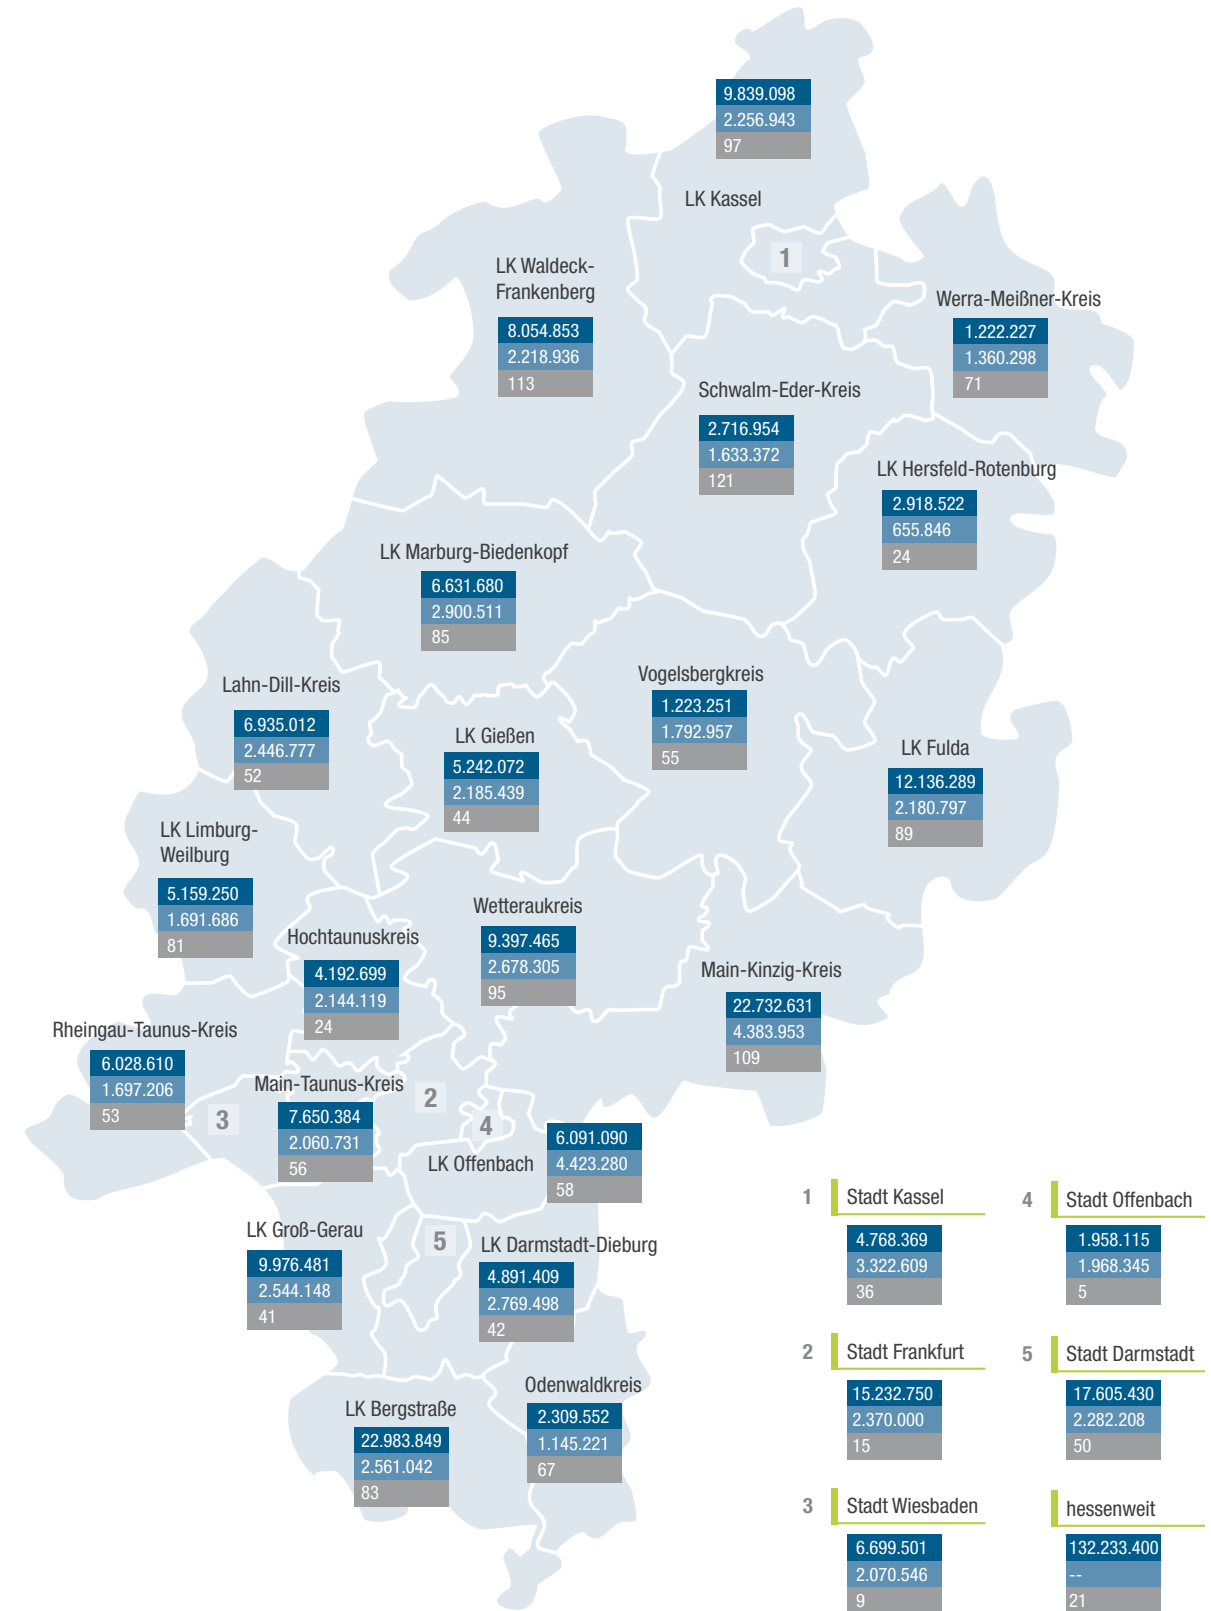 9.839.098
2.256.943
97
LK Kassel
1
LK Waldeck-
Frankenberg
8.054.853
2.218.936
113
Werra-Meißner-Kreis
1.222.227
1.360.298
71
Schwalm-Eder-Kreis
2.716.954
1.633.372
121
LK Hersfeld-Rotenburg
2.918.522
655.846
24
LK Marburg-Biedenkopf
6.631.680
2.900.511
85
Lahn-Dill-Kreis
6.935.012
2.446.777
52
LK Gießen
5.242.072
2.185.439
44
Vogelsbergkreis
1.223.251
1.792.957
55
LK Fulda
12.136.289
2.180.797
89
LK Limburg-
Weilburg
5.159.250
1.691.686
81
Hochtaunuskreis
4.192.699
2.144.119
24
Wetteraukreis
9.397.465
2.678.305
95
Main-Kinzig-Kreis
22.732.631
4.383.953
109
Rheingau-Taunus-Kreis
6.028.610
1.697.206
53
3
Main-Taunus-Kreis
7.650.384
2.060.731
56
2
4
LK Offenbach
6.091.090
4.423.280
58
LK Groß-Gerau
9.976.481
2.544.148
41
5
LK Darmstadt-Dieburg
4.891.409
2.769.498
42
LK Bergstraße
22.983.849
2.561.042
83
Odenwaldkreis
2.309.552
1.145.221
67
1 Stadt Kassel
4.768.369
3.322.609
36
4 Stadt Offenbach
1.958.115
1.968.345
5
2 Stadt Frankfurt
15.232.750
2.370.000
15
5 Stadt Darmstadt
17.605.430
2.282.208
50
3 Stadt Wiesbaden
6.699.501
2.070.546
9
hessenweit
132.233.400
--
21